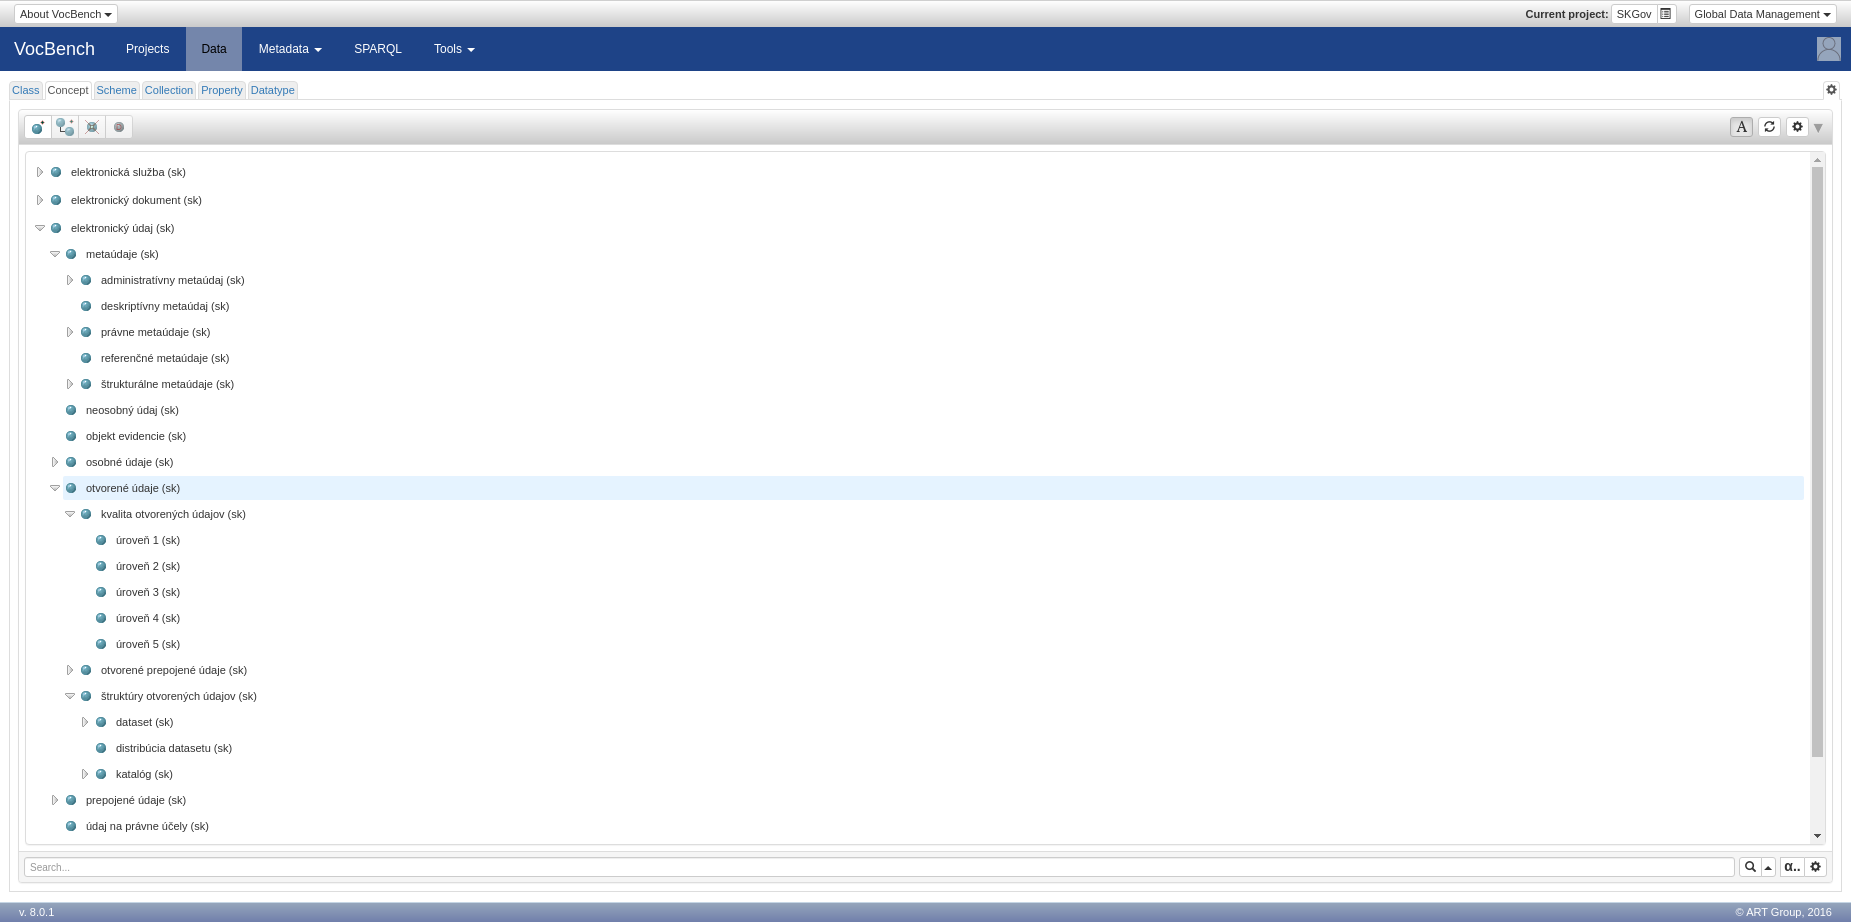 About VocBench
Current project: SKGov
Global Data Management
VocBench Projects Data Metadata SPARQL Tools
Class Concept Scheme Collection Property Datatype
A
elektronická služba (sk)
elektronický dokument (sk)
elektronický údaj (sk)
metaúdaje (sk)
administratívny metaúdaj (sk)
deskriptívny metaúdaj (sk)
právne metaúdaje (sk)
referenčné metaúdaje (sk)
štrukturálne metaúdaje (sk)
neosobný údaj (sk)
objekt evidencie (sk)
osobné údaje (sk)
otvorené údaje (sk)
kvalita otvorených údajov (sk)
úroveň 1 (sk)
úroveň 2 (sk)
úroveň 3 (sk)
úroveň 4 (sk)
úroveň 5 (sk)
otvorené prepojené údaje (sk)
štruktúry otvorených údajov (sk)
dataset (sk)
distribúcia datasetu (sk)
katalóg (sk)
prepojené údaje (sk)
údaj na právne účely (sk)
Search...
α..
v. 8.0.1
© ART Group, 2016